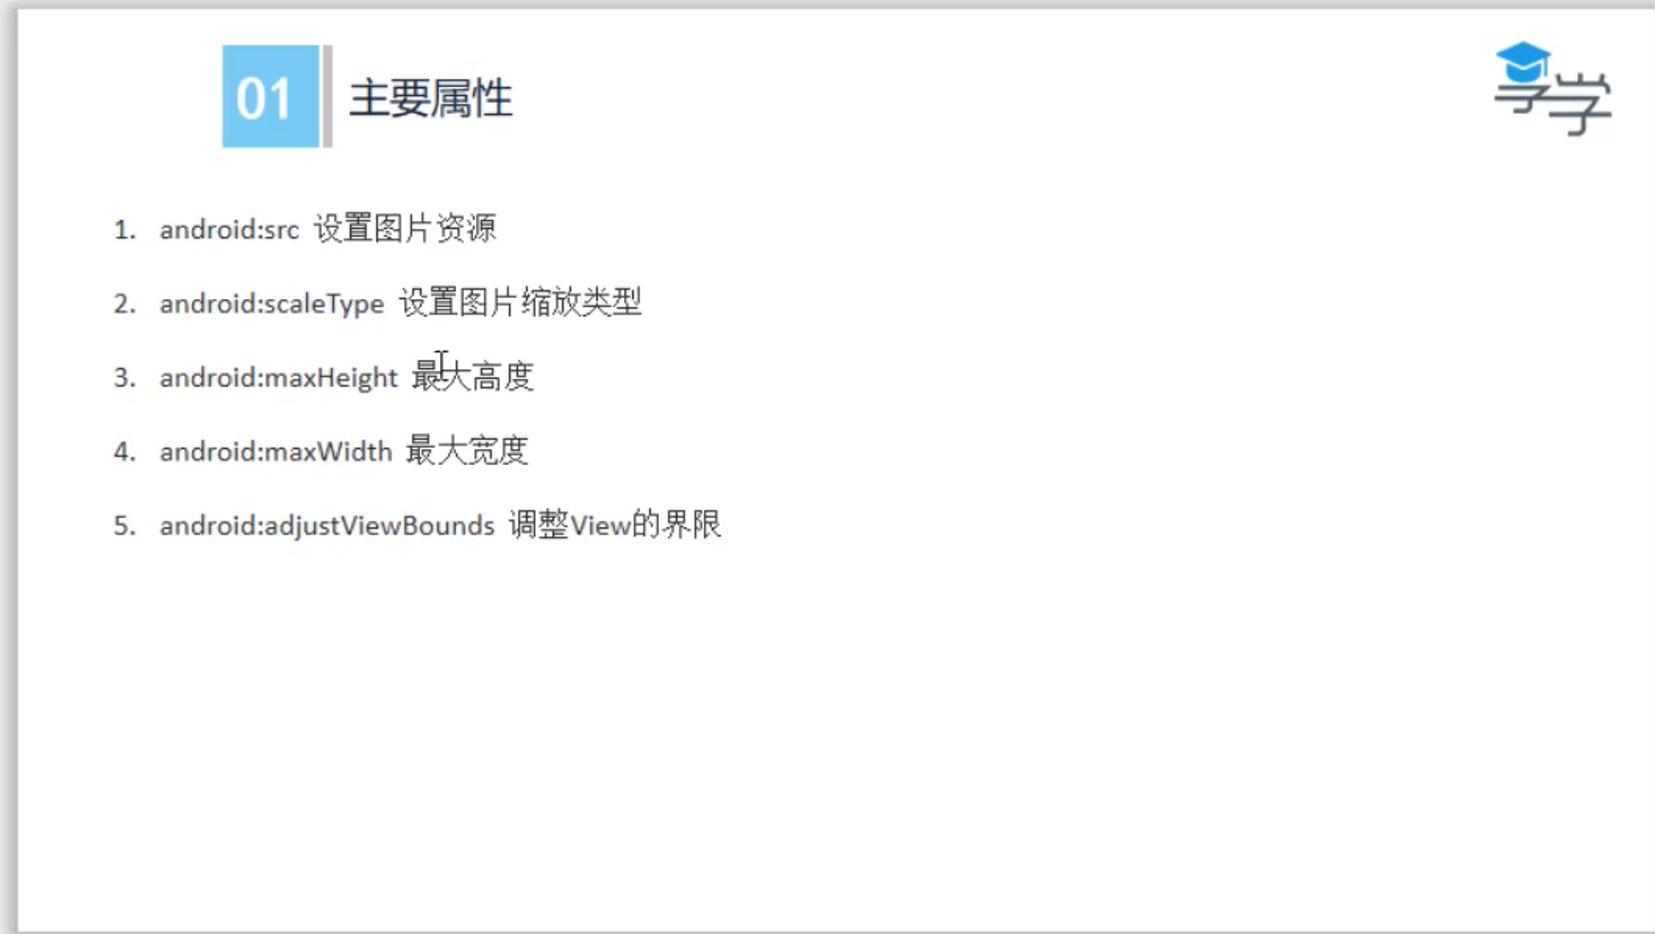 01 主要属性
享学
1. android:src 设置图片资源
2. android:scaleType 设置图片缩放类型
3. android:maxHeight 最大高度
4. android:maxWidth 最大宽度
5. android:adjustViewBounds 调整View的界限